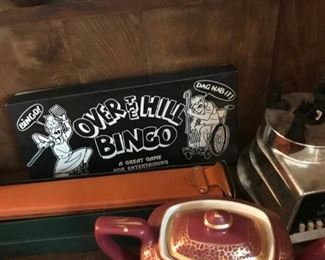 BINGO!
DAG NAB IT!
OVER THE HILL
BINGO
A GREAT GAME
FOR ENTERTAINING